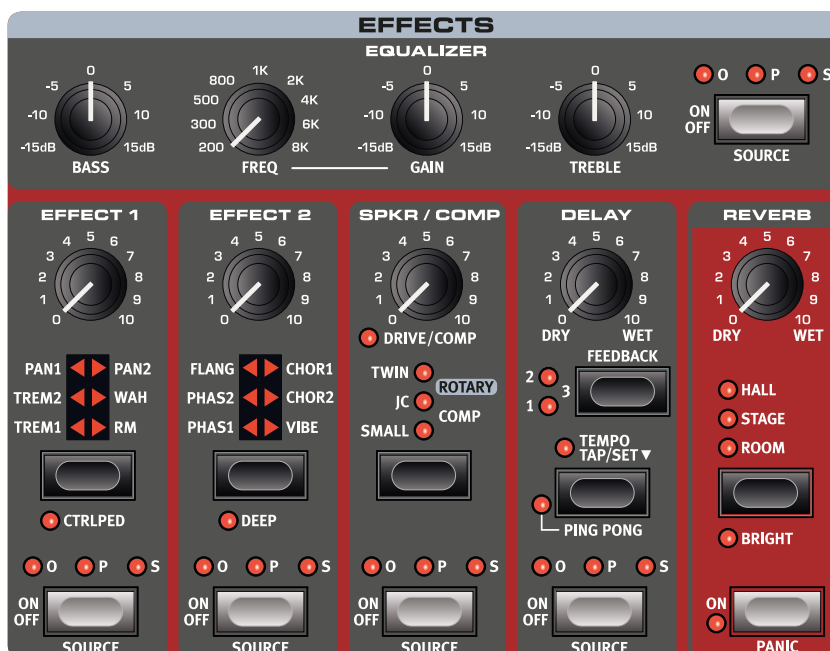 EFFECTS
EQUALIZER
0
-5 5
-10 10
-15dB 15dB
BASS
1K
800 2K
500 4K
300 6K
200 8K
FREQ
0
-5 5
-10 10
-15dB 15dB
GAIN
0
-5 5
-10 10
-15dB 15dB
TREBLE
O P S
ON
OFF
SOURCE
EFFECT 1
5
4 6
3 7
2 8
1 9
0 10
PAN1 PAN2
TREM2 WAH
TREM1 RM
CTRLPED
O P S
ON
OFF
SOURCE
EFFECT 2
5
4 6
3 7
2 8
1 9
0 10
FLANG CHOR1
PHAS2 CHOR2
PHAS1 VIBE
DEEP
O P S
ON
OFF
SOURCE
SPKR / COMP
5
4 6
3 7
2 8
1 9
0 10
DRIVE/COMP
TWIN
ROTARY
JC
COMP
SMALL
O P S
ON
OFF
SOURCE
DELAY
5
4 6
3 7
2 8
1 9
0 10
DRY WET
FEEDBACK
2
3
1
TEMPO
TAP/SET▼
PING PONG
O P S
ON
OFF
SOURCE
REVERB
5
4 6
3 7
2 8
1 9
0 10
DRY WET
HALL
STAGE
ROOM
BRIGHT
ON
PANIC